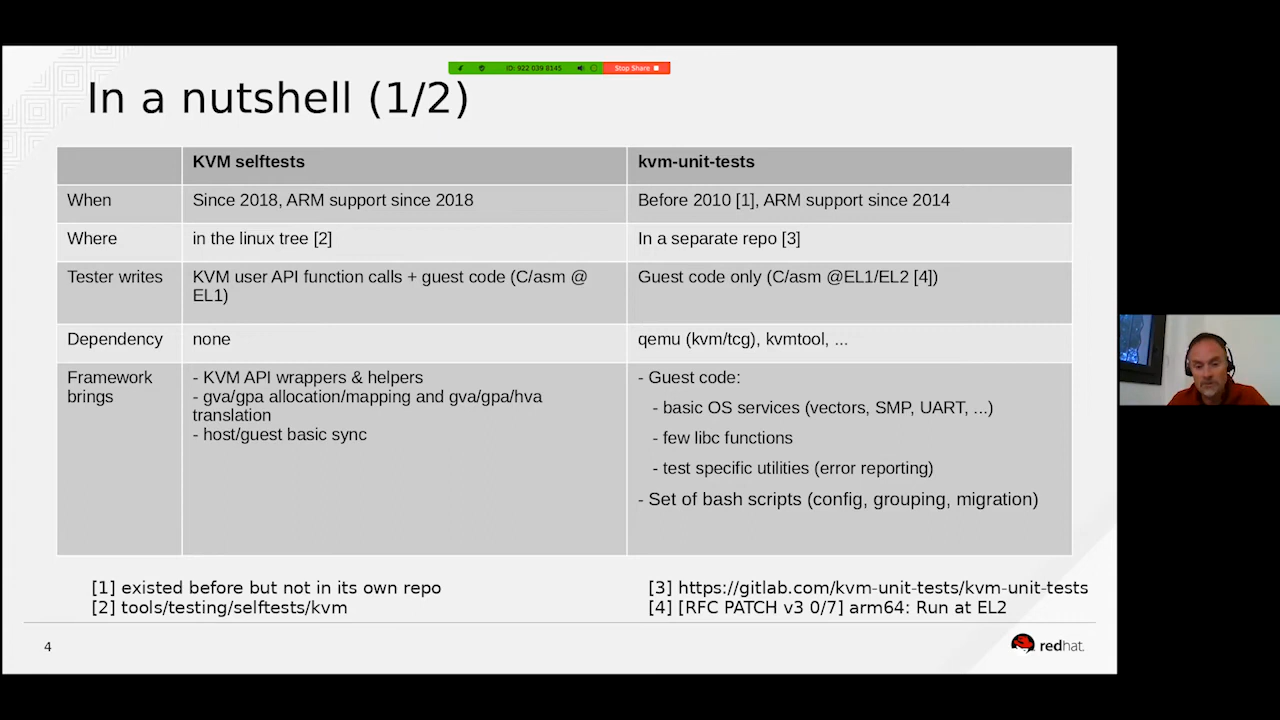 ID: 922 039 8145
Stop Share
In a nutshell (1/2)
KVM selftests
kvm-unit-tests
When
Since 2018, ARM support since 2018
Before 2010 [1], ARM support since 2014
Where
in the linux tree [2]
In a separate repo [3]
Tester writes
KVM user API function calls + guest code (C/asm @
EL1)
Guest code only (C/asm @EL1/EL2 [4])
Dependency
none
qemu (kvm/tcg), kvmtool, ...
Framework
brings
- KVM API wrappers & helpers
- gva/gpa allocation/mapping and gva/gpa/hva
translation
- host/guest basic sync
- Guest code:
- basic OS services (vectors, SMP, UART, ...)
- few libc functions
- test specific utilities (error reporting)
- Set of bash scripts (config, grouping, migration)
[1] existed before but not in its own repo
[2] tools/testing/selftests/kvm
[3] https://gitlab.com/kvm-unit-tests/kvm-unit-tests
[4] [RFC PATCH v3 0/7] arm64: Run at EL2
4
redhat.